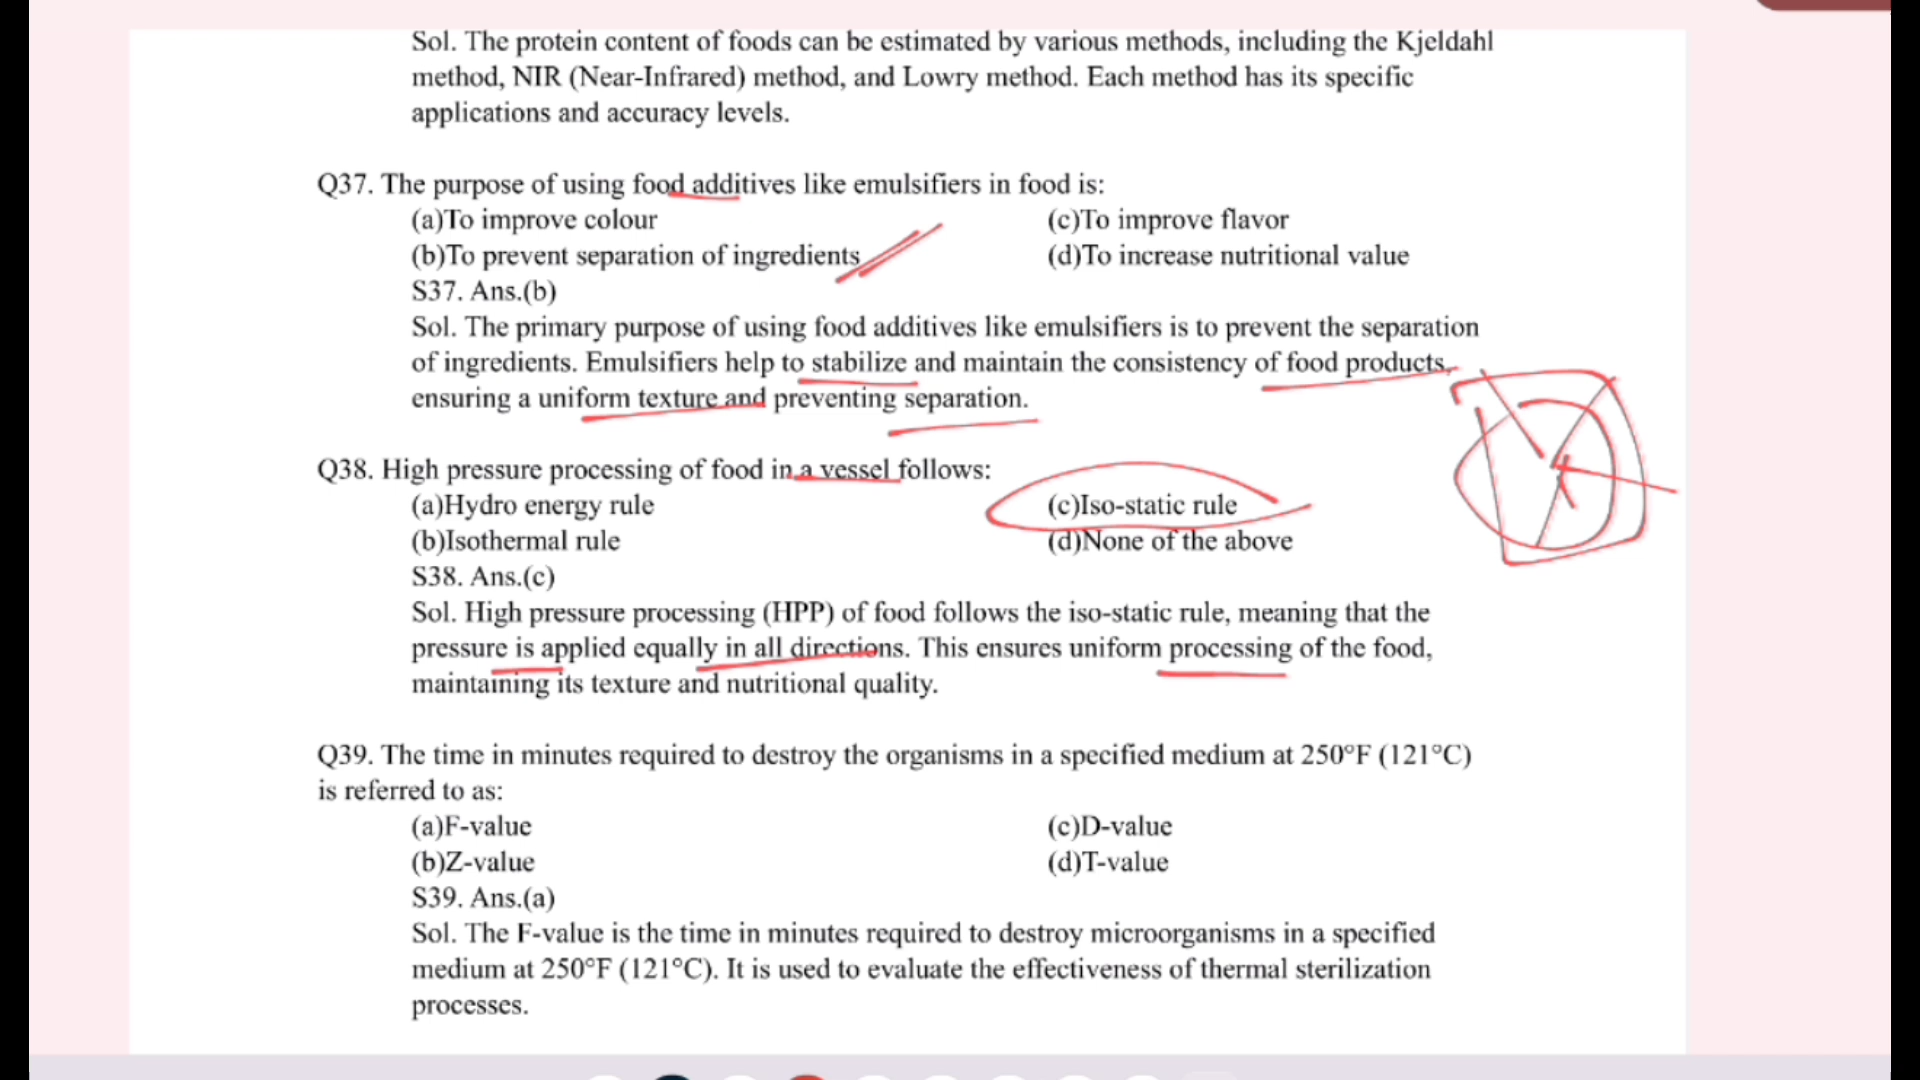 Sol. The protein content of foods can be estimated by various methods, including the Kjeldahl
method, NIR (Near-Infrared) method, and Lowry method. Each method has its specific
applications and accuracy levels.
Q37. The purpose of using food additives like emulsifiers in food is:
(a)To improve colour
(c)To improve flavor
(b)To prevent separation of ingredients
(d)To increase nutritional value
S37. Ans.(b)
Sol. The primary purpose of using food additives like emulsifiers is to prevent the separation
of ingredients. Emulsifiers help to stabilize and maintain the consistency of food products,
ensuring a uniform texture and preventing separation.
Q38. High pressure processing of food in a vessel follows:
(a)Hydro energy rule
(c)Iso-static rule
(b)Isothermal rule
(d)None of the above
S38. Ans.(c)
Sol. High pressure processing (HPP) of food follows the iso-static rule, meaning that the
pressure is applied equally in all directions. This ensures uniform processing of the food,
maintaining its texture and nutritional quality.
Q39. The time in minutes required to destroy the organisms in a specified medium at 250°F (121°C)
is referred to as:
(a)F-value
(c)D-value
(b)Z-value
(d)T-value
S39. Ans.(a)
Sol. The F-value is the time in minutes required to destroy microorganisms in a specified
medium at 250°F (121°C). It is used to evaluate the effectiveness of thermal sterilization
processes.